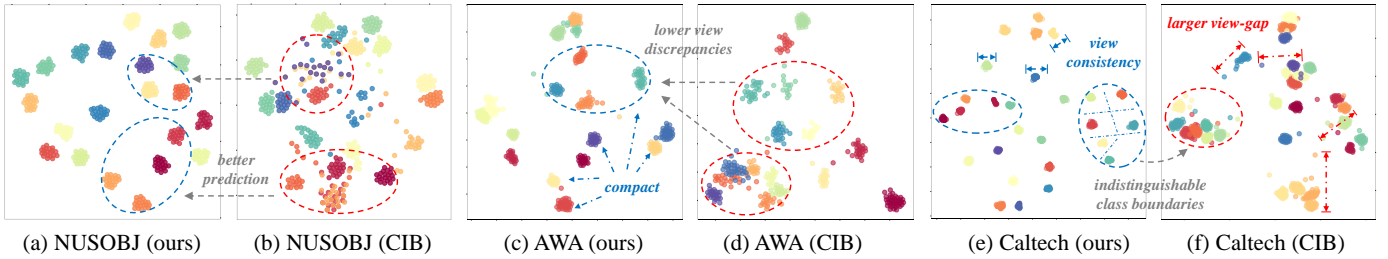 better
prediction
lower view
discrepancies
compact
view
consistency
larger view-gap
indistinguishable
class boundaries
(a) NUSOBJ (ours)
(b) NUSOBJ (CIB)
(c) AWA (ours)
(d) AWA (CIB)
(e) Caltech (ours)
(f) Caltech (CIB)